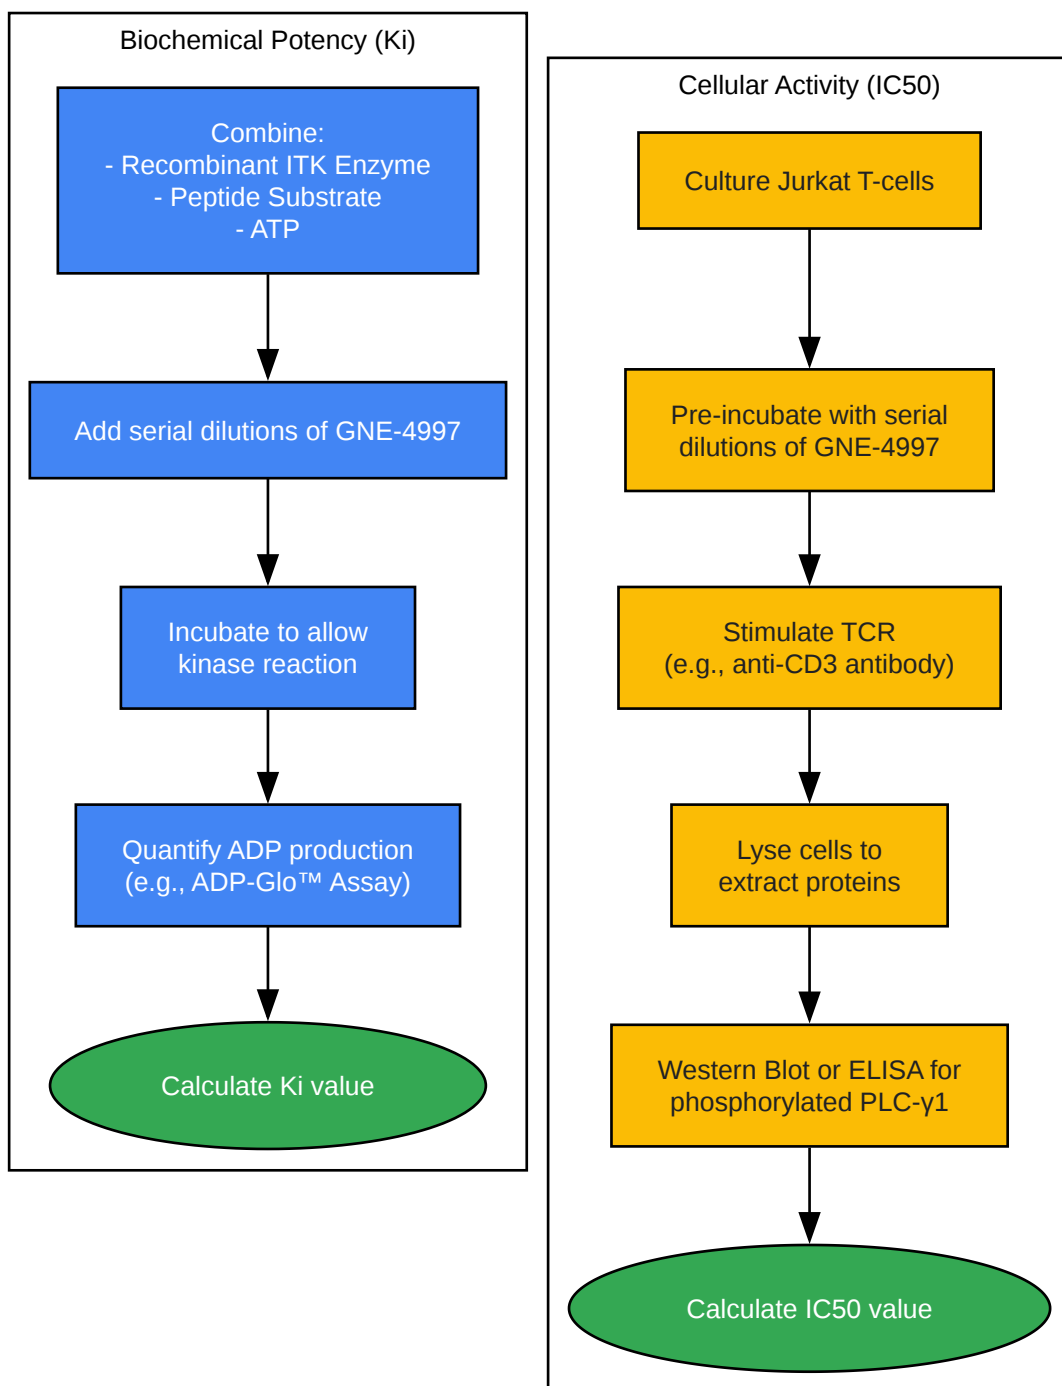 Biochemical Potency (Ki)
Combine:
- Recombinant ITK Enzyme
- Peptide Substrate
- ATP
Add serial dilutions of GNE-4997
Incubate to allow
kinase reaction
Quantify ADP production
(e.g., ADP-Glo™ Assay)
Calculate Ki value
Cellular Activity (IC50)
Culture Jurkat T-cells
Pre-incubate with serial
dilutions of GNE-4997
Stimulate TCR
(e.g., anti-CD3 antibody)
Lyse cells to
extract proteins
Western Blot or ELISA for
phosphorylated PLC-γ1
Calculate IC50 value